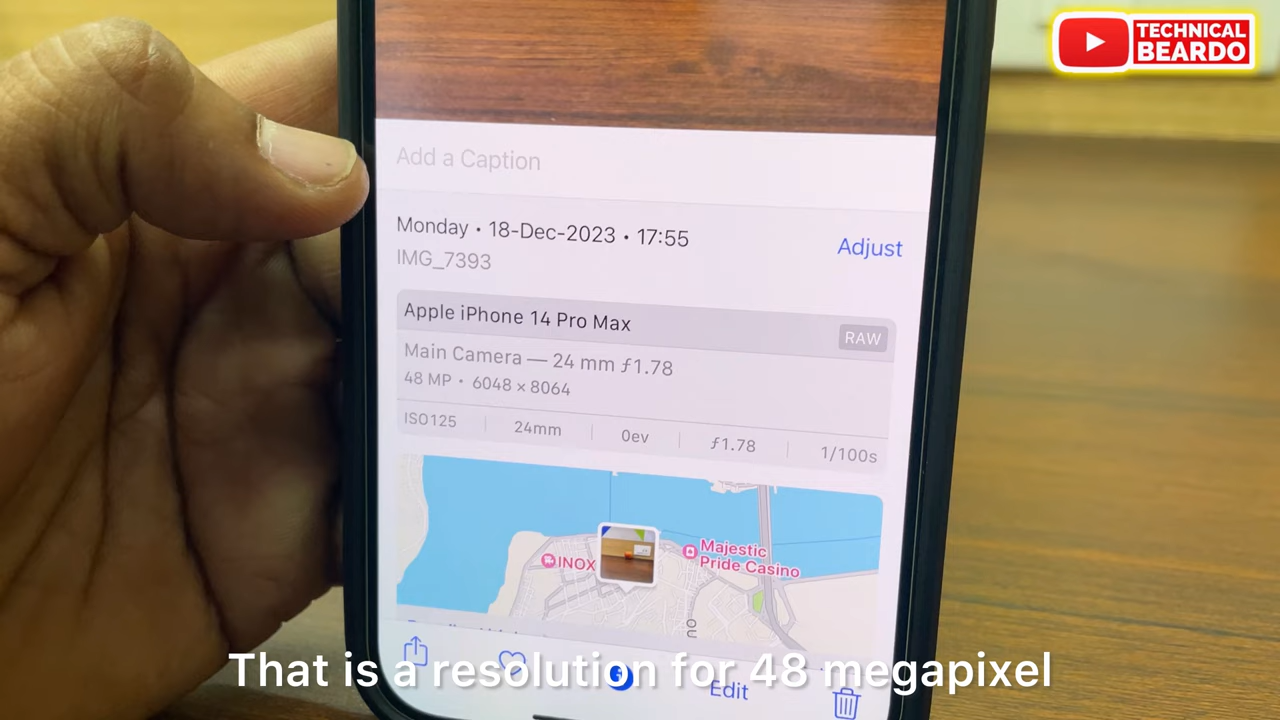 TECHNICAL
BEARDO
Add a Caption
Monday • 18-Dec-2023 • 17:55
Adjust
IMG_7393
Apple iPhone 14 Pro Max
RAW
Main Camera — 24 mm ƒ1.78
48 MP • 6048 × 8064
ISO125 24mm 0ev ƒ1.78 1/100s
INOX
Majestic
Pride Casino
Edit
That is a resolution for 48 megapixel